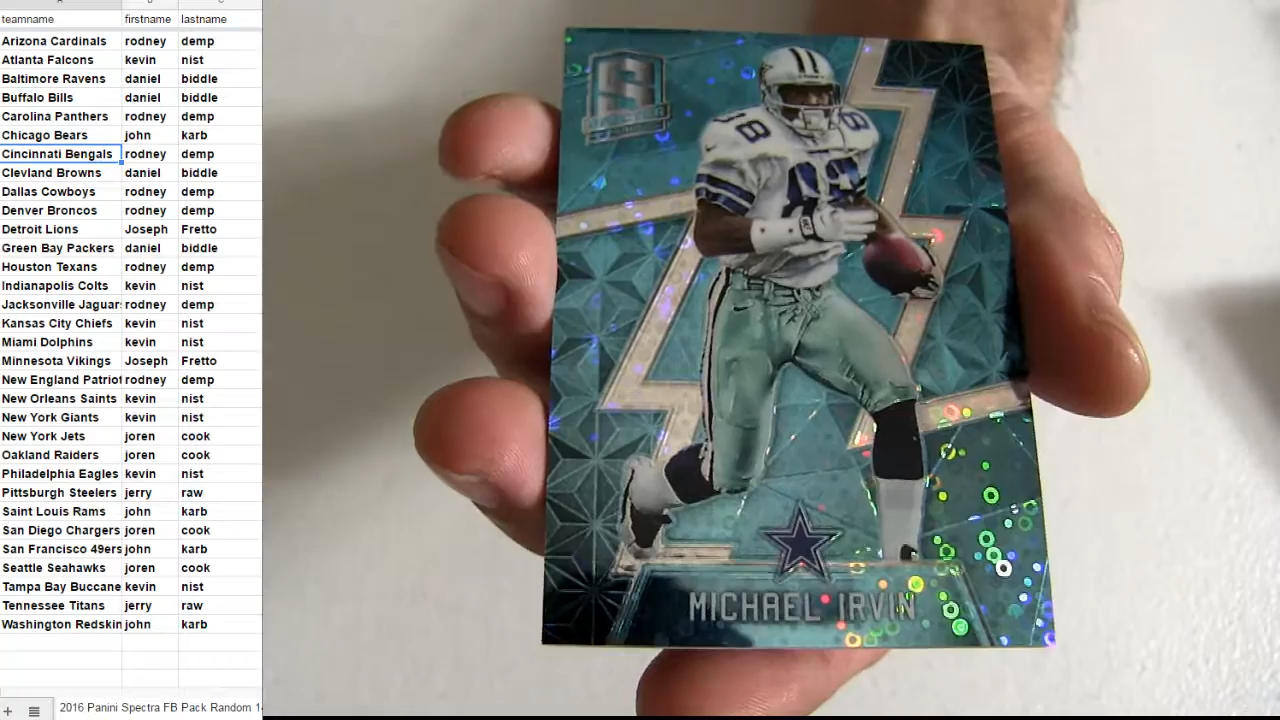 teamname firstname lastname
Arizona Cardinals rodney demp
Atlanta Falcons kevin nist
Baltimore Ravens daniel biddle
Buffalo Bills daniel biddle
Carolina Panthers rodney demp
Chicago Bears john karb
Cincinnati Bengals rodney demp
Clevland Browns daniel biddle
Dallas Cowboys rodney demp
Denver Broncos rodney demp
Detroit Lions Joseph Fretto
Green Bay Packers daniel biddle
Houston Texans rodney demp
Indianapolis Colts kevin nist
Jacksonville Jaguar rodney demp
Kansas City Chiefs kevin nist
Miami Dolphins kevin nist
Minnesota Vikings Joseph Fretto
New England Patriot rodney demp
New Orleans Saints kevin nist
New York Giants kevin nist
New York Jets joren cook
Oakland Raiders joren cook
Philadelphia Eagles kevin nist
Pittsburgh Steelers jerry raw
Saint Louis Rams john karb
San Diego Chargers joren cook
San Francisco 49ers john karb
Seattle Seahawks joren cook
Tampa Bay Buccane kevin nist
Tennessee Titans jerry raw
Washington Redskin john karb
2016 Panini Spectra FB Pack Random 1
S
88
MICHAEL IRVIN